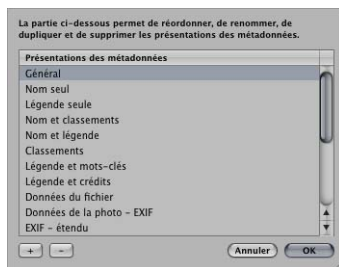 La partie ci-dessous permet de réordonner, de renommer, de
dupliquer et de supprimer les présentations des métadonnées.
Présentations des métadonnées
Général
Nom seul
Légende seule
Nom et classements
Nom et légende
Classements
Légende et mots-clés
Légende et crédits
Données du fichier
Données de la photo – EXIF
EXIF – étendu
+ –
Annuler OK